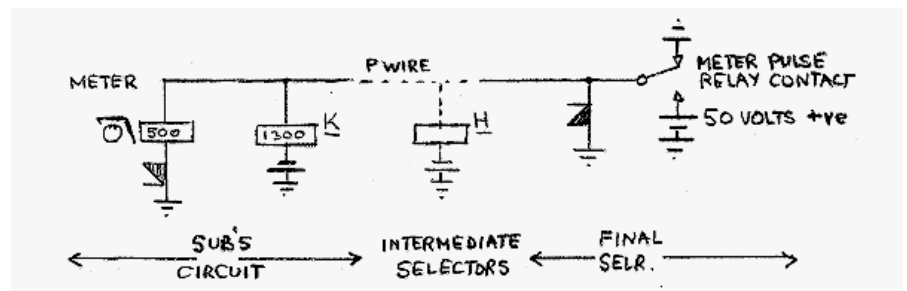 P WIRE
METER
METER PULSE
RELAY CONTACT
500
1300
K
H
50 VOLTS +ve
SUB'S
CIRCUIT
INTERMEDIATE
SELECTORS
FINAL
SELR.